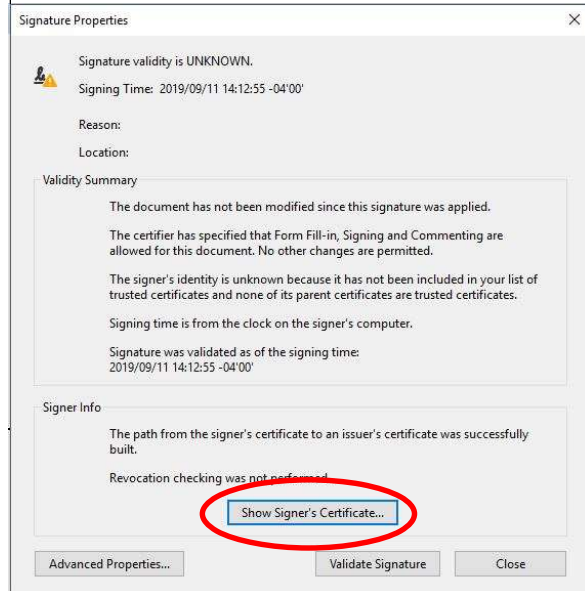 Signature Properties
Signature validity is UNKNOWN.
Signing Time: 2019/09/11 14:12:55 -04'00'
Reason:
Location:
Validity Summary
The document has not been modified since this signature was applied.
The certifier has specified that Form Fill-in, Signing and Commenting are
allowed for this document. No other changes are permitted.
The signer's identity is unknown because it has not been included in your list of
trusted certificates and none of its parent certificates are trusted certificates.
Signing time is from the clock on the signer's computer.
Signature was validated as of the signing time:
2019/09/11 14:12:55 -04'00'
Signer Info
The path from the signer's certificate to an issuer's certificate was successfully
built.
Revocation checking was not performed
Show Signer's Certificate...
Advanced Properties...
Validate Signature
Close